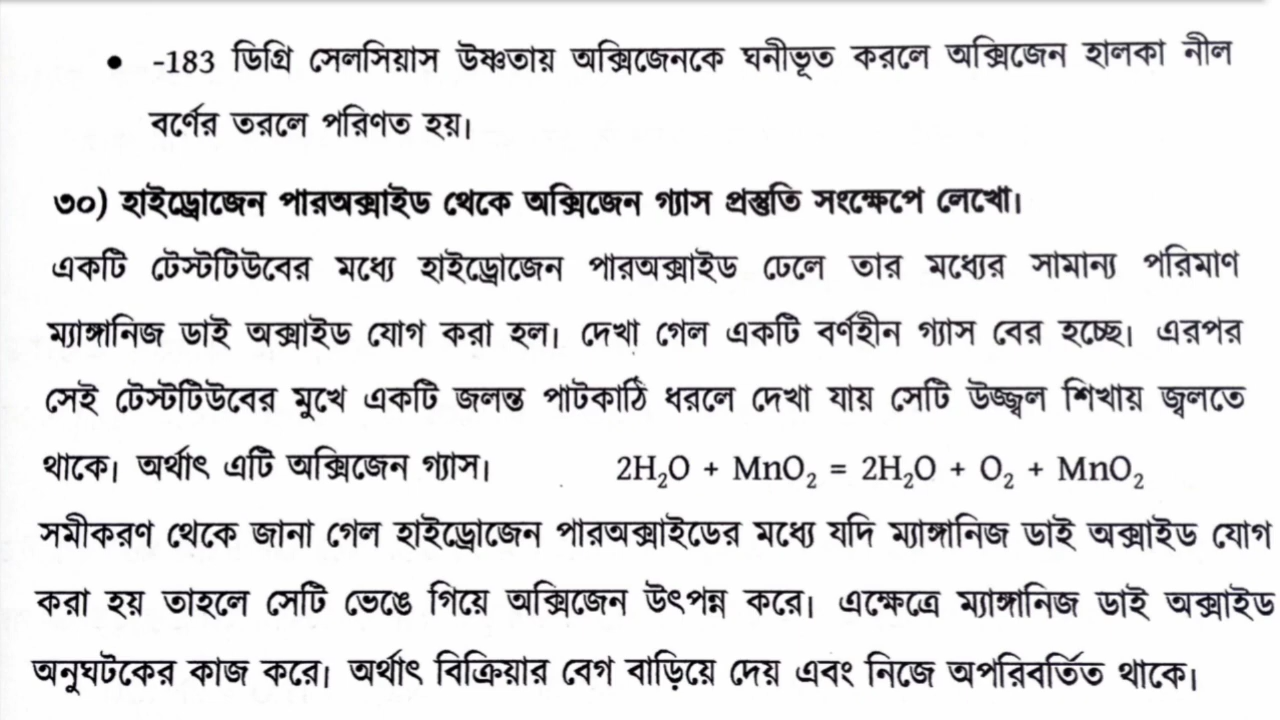 • -183 ডিগ্রি সেলসিয়াস উষ্ণতায় অক্সিজেনকে ঘনীভূত করলে অক্সিজেন হালকা নীল
বর্ণের তরলে পরিণত হয়।
৩০) হাইড্রোজেন পারঅক্সাইড থেকে অক্সিজেন গ্যাস প্রস্তুতি সংক্ষেপে লেখো।
একটি টেস্টটিউবের মধ্যে হাইড্রোজেন পারঅক্সাইড ঢেলে তার মধ্যের সামান্য পরিমাণ
ম্যাঙ্গানিজ ডাই অক্সাইড যোগ করা হল। দেখা গেল একটি বর্ণহীন গ্যাস বের হচ্ছে। এরপর
সেই টেস্টটিউবের মুখে একটি জলন্ত পাটকাঠি ধরলে দেখা যায় সেটি উজ্জ্বল শিখায় জ্বলতে
থাকে। অর্থাৎ এটি অক্সিজেন গ্যাস। 2H₂O + MnO₂ = 2H₂O + O₂ + MnO₂
সমীকরণ থেকে জানা গেল হাইড্রোজেন পারঅক্সাইডের মধ্যে যদি ম্যাঙ্গানিজ ডাই অক্সাইড যোগ
করা হয় তাহলে সেটি ভেঙে গিয়ে অক্সিজেন উৎপন্ন করে। এক্ষেত্রে ম্যাঙ্গানিজ ডাই অক্সাইড
অনুঘটকের কাজ করে। অর্থাৎ বিক্রিয়ার বেগ বাড়িয়ে দেয় এবং নিজে অপরিবর্তিত থাকে।